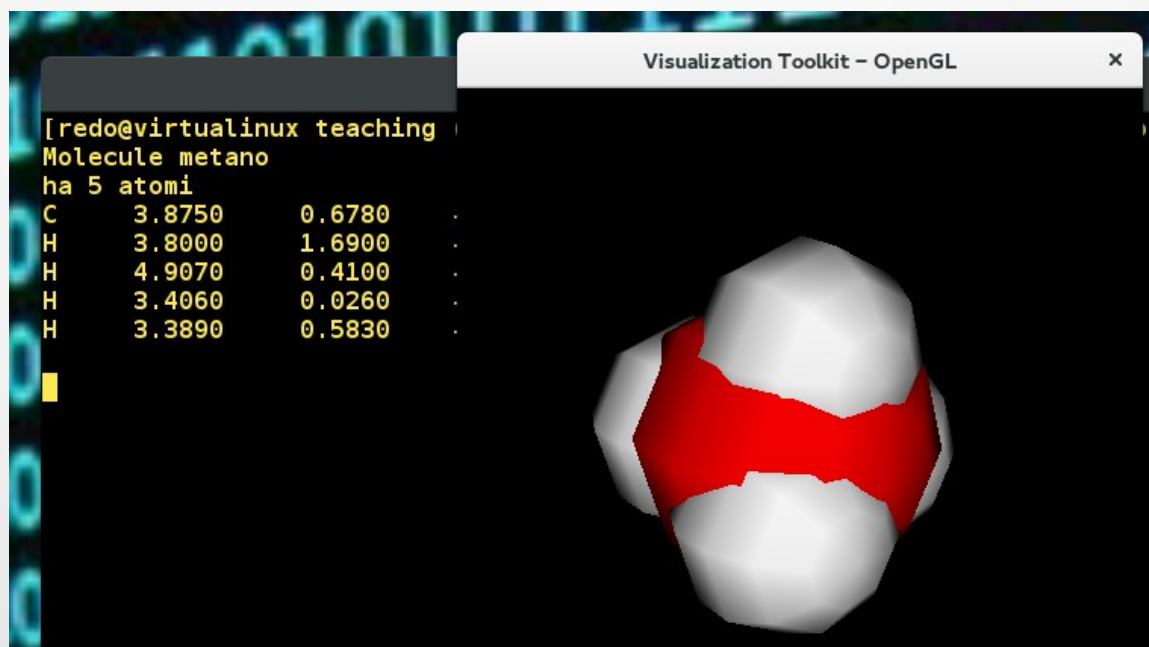 Visualization Toolkit – OpenGL ×
[redo@virtualinux teaching
Molecule metano
ha 5 atomi
C 3.8750 0.6780
H 3.8000 1.6900
H 4.9070 0.4100
H 3.4060 0.0260
H 3.3890 0.5830